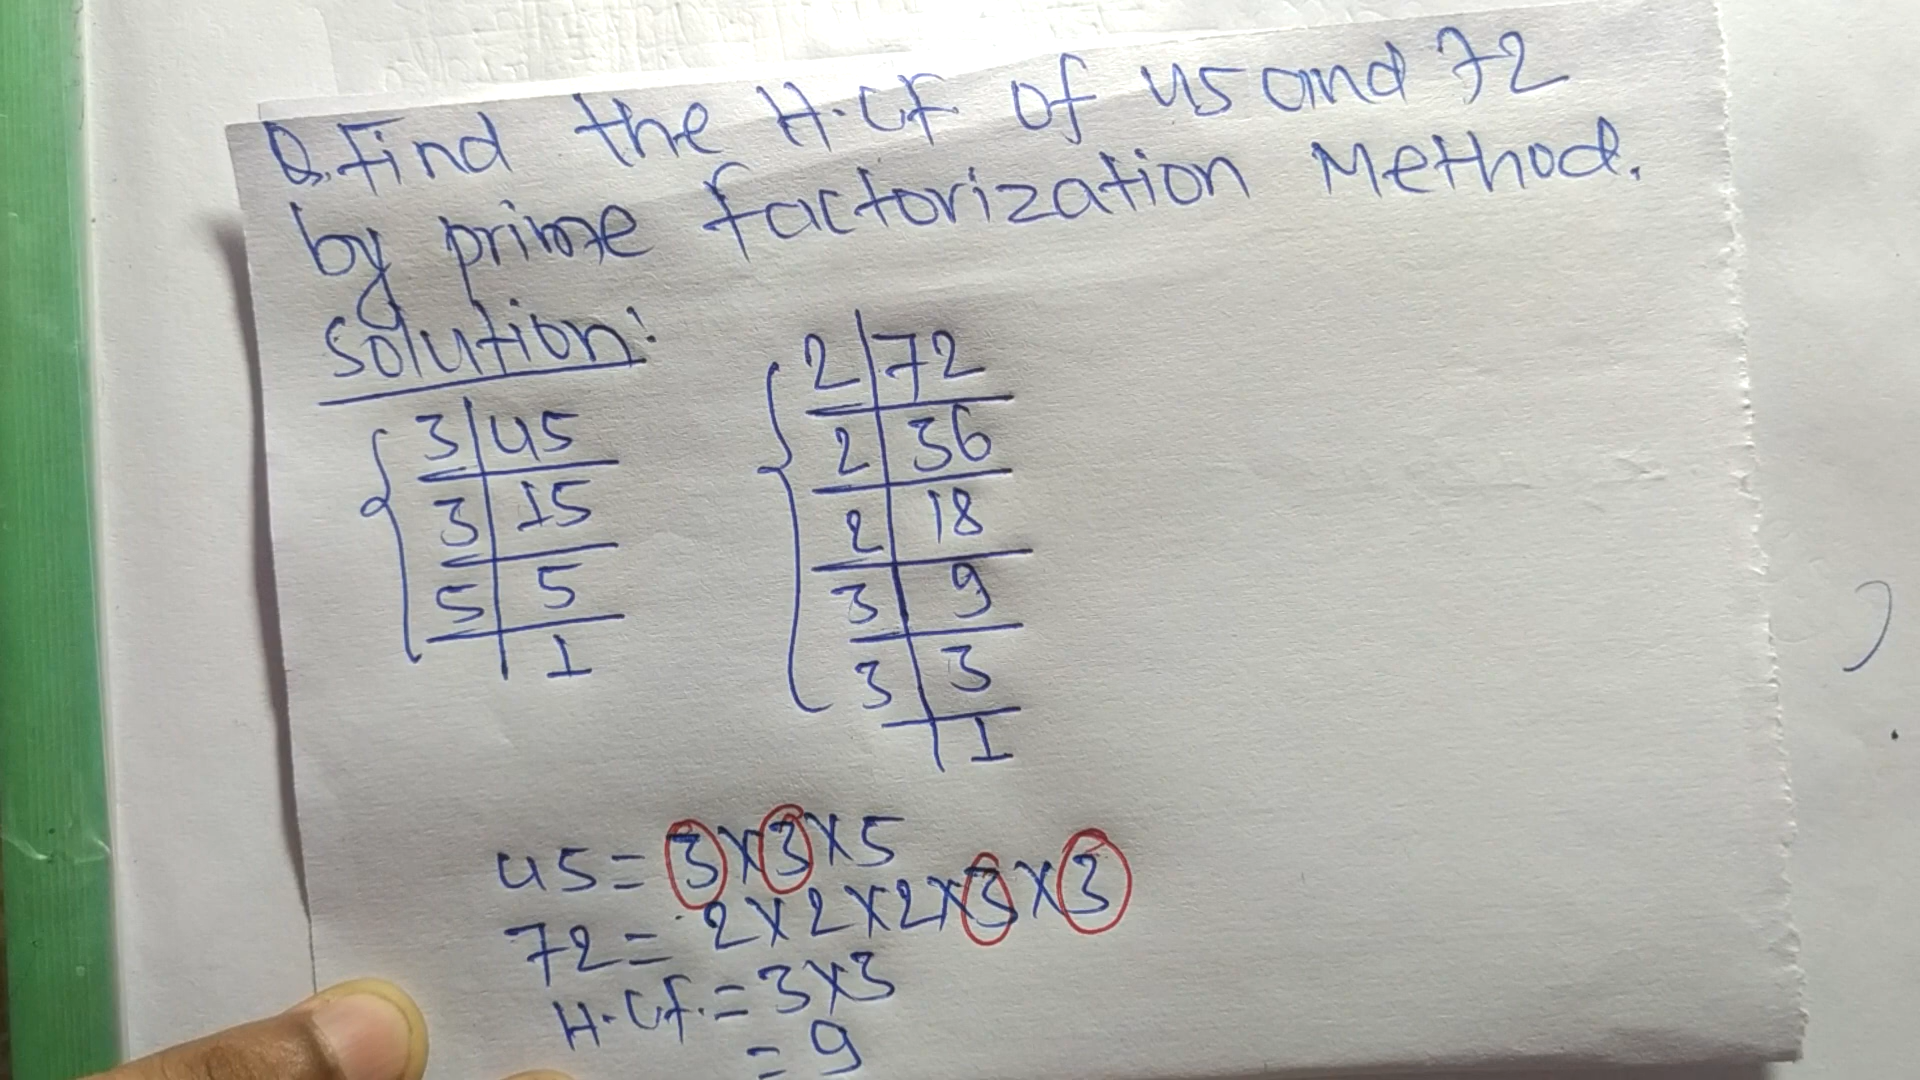 Q. Find the H.C.F of 45 and 72
by prime factorization Method.
Solution:
3 | 45
3 | 15
5 | 5
| 1
2 | 72
2 | 36
2 | 18
3 | 9
3 | 3
| 1
45 = 3×3×5
72 = 2×2×2×3×3
H.C.f. = 3×3
= 9